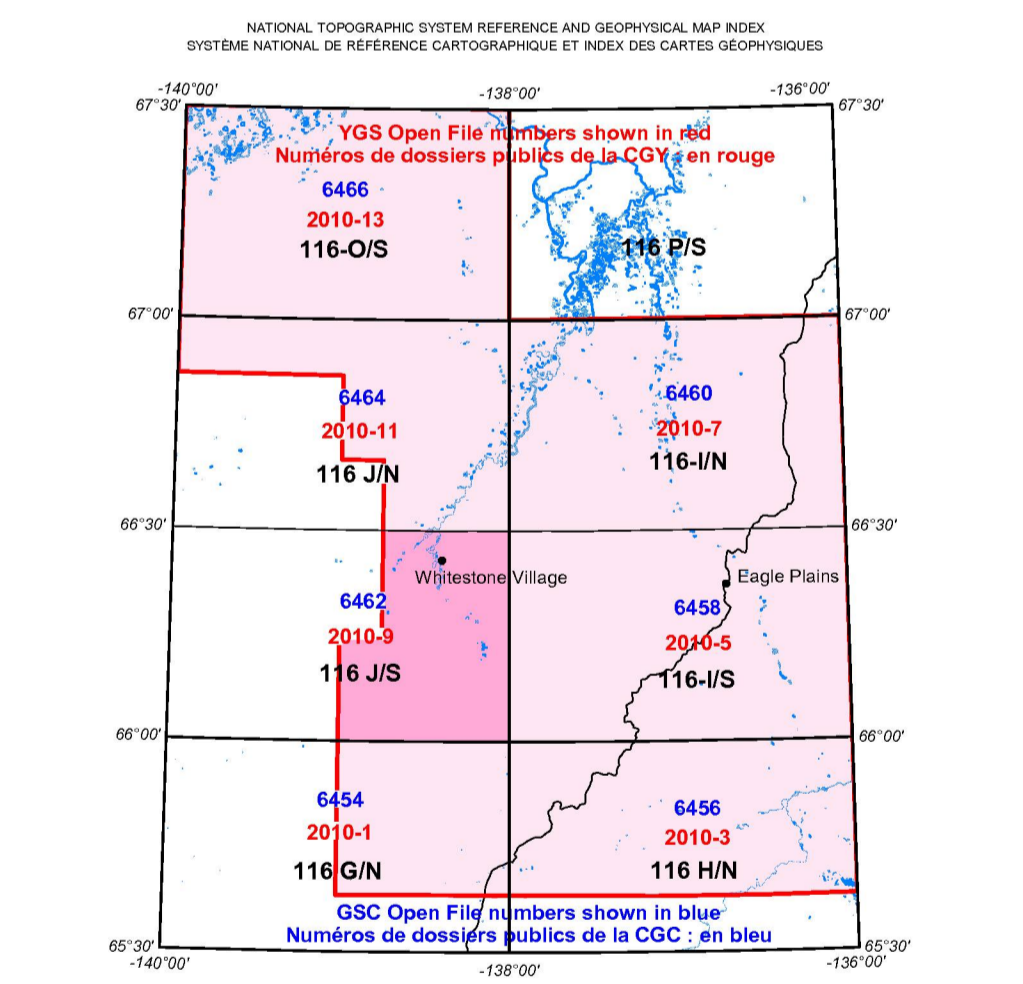 NATIONAL TOPOGRAPHIC SYSTEM REFERENCE AND GEOPHYSICAL MAP INDEX
SYSTÈME NATIONAL DE RÉFÉRENCE CARTOGRAPHIQUE ET INDEX DES CARTES GÉOPHYSIQUES
-140°00'
-138°00'
-136°00'
67°30'
67°30'
YGS Open File numbers shown in red
Numéros de dossiers publics de la CGY : en rouge
6466
2010-13
116-O/S
116 P/S
67°00'
67°00'
6464
2010-11
116 J/N
6460
2010-7
116-I/N
66°30'
66°30'
Whitestone Village
Eagle Plains
6462
2010-9
116 J/S
6458
2010-5
116-I/S
66°00'
66°00'
6454
2010-1
116 G/N
6456
2010-3
116 H/N
GSC Open File numbers shown in blue
Numéros de dossiers publics de la CGC : en bleu
65°30'
65°30'
-140°00'
-138°00'
-136°00'